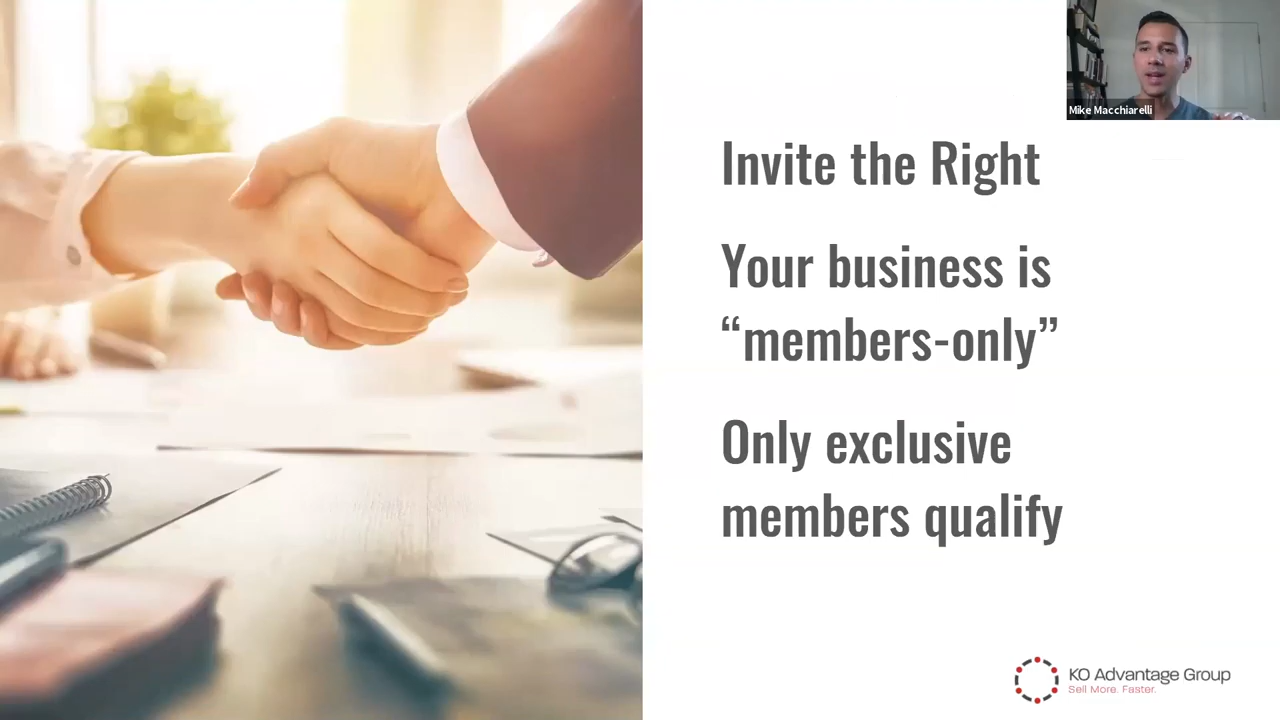 Mike Macchiarelli
Invite the Right
Your business is
“members-only”
Only exclusive
members qualify
KO Advantage Group
Sell More. Faster.